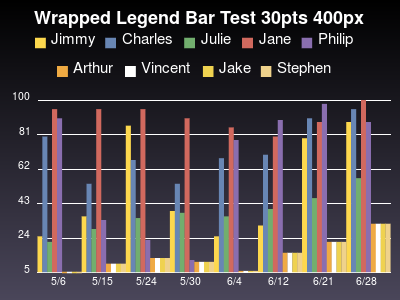 Wrapped Legend Bar Test 30pts 400px
Jimmy Charles Julie Jane Philip
Arthur Vincent Jake Stephen
100
81
62
43
24
5
5/6 5/15 5/24 5/30 6/4 6/12 6/21 6/28